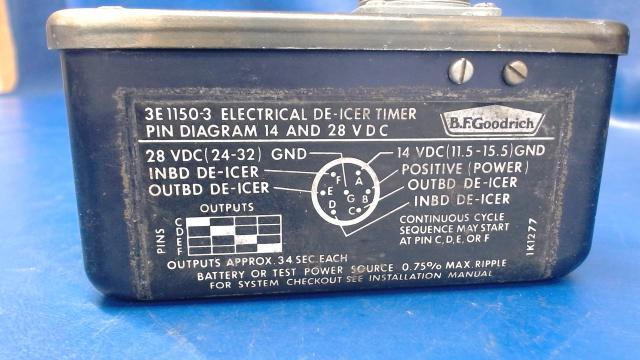 3E1150-3 ELECTRICAL DE-ICER TIMER
PIN DIAGRAM 14 AND 28 VDC
B.F.Goodrich
28 VDC (24-32) GND
14 VDC (11.5-15.5) GND
INBD DE-ICER
POSITIVE (POWER)
OUTBD DE-ICER
OUTBD DE-ICER
INBD DE-ICER
F A
E G B
D C
OUTPUTS
PINS
C
D
E
F
CONTINUOUS CYCLE
SEQUENCE MAY START
AT PIN C, D, E, OR F
1K1277
OUTPUTS APPROX. 34 SEC. EACH
BATTERY OR TEST POWER SOURCE 0.75% MAX. RIPPLE
FOR SYSTEM CHECKOUT SEE INSTALLATION MANUAL